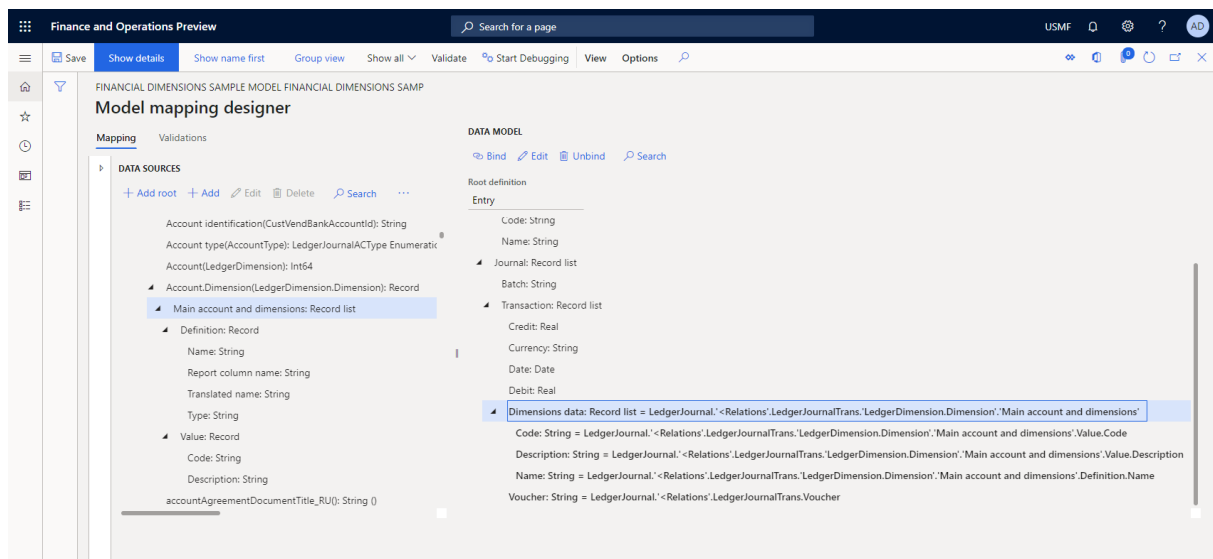 Finance and Operations Preview
Search for a page
USMF
AD
Save
Show details
Show name first
Group view
Show all
Validate
Start Debugging
View
Options
0
FINANCIAL DIMENSIONS SAMPLE MODEL FINANCIAL DIMENSIONS SAMP
Model mapping designer
Mapping
Validations
DATA SOURCES
+ Add root
+ Add
Edit
Delete
Search
...
Account identification(CustVendBankAccountId): String
Account type(AccountType): LedgerJournalACType Enumeratic
Account(LedgerDimension): Int64
Account.Dimension(LedgerDimension.Dimension): Record
Main account and dimensions: Record list
Definition: Record
Name: String
Report column name: String
Translated name: String
Type: String
Value: Record
Code: String
Description: String
accountAgreementDocumentTitle_RU(): String ()
DATA MODEL
Bind
Edit
Unbind
Search
Root definition
Entry
Code: String
Name: String
Journal: Record list
Batch: String
Transaction: Record list
Credit: Real
Currency: String
Date: Date
Debit: Real
Dimensions data: Record list = LedgerJournal.'<Relations'.LedgerJournalTrans.'LedgerDimension.Dimension'.'Main account and dimensions'
Code: String = LedgerJournal.'<Relations'.LedgerJournalTrans.'LedgerDimension.Dimension'.'Main account and dimensions'.Value.Code
Description: String = LedgerJournal.'<Relations'.LedgerJournalTrans.'LedgerDimension.Dimension'.'Main account and dimensions'.Value.Description
Name: String = LedgerJournal.'<Relations'.LedgerJournalTrans.'LedgerDimension.Dimension'.'Main account and dimensions'.Definition.Name
Voucher: String = LedgerJournal.'<Relations'.LedgerJournalTrans.Voucher